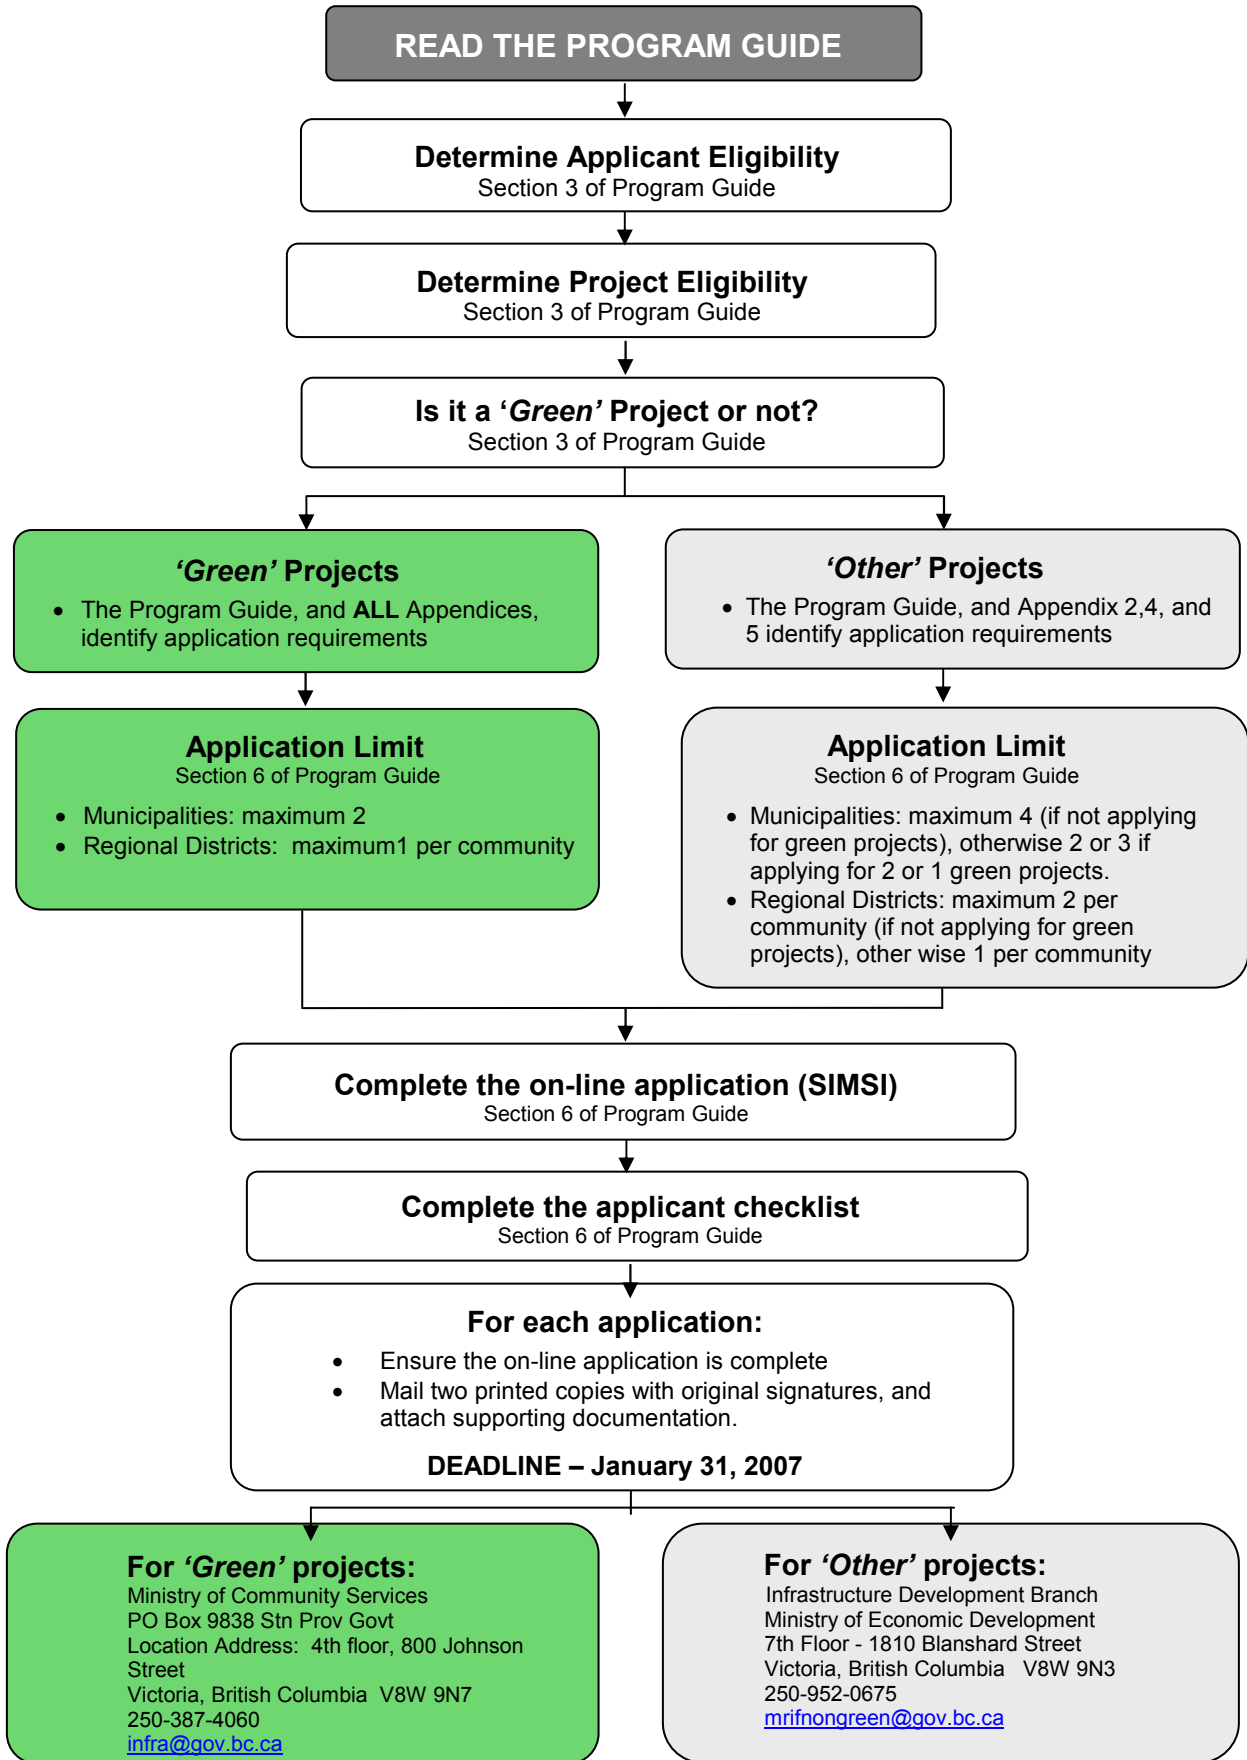 READ THE PROGRAM GUIDE
Determine Applicant Eligibility
Section 3 of Program Guide
Determine Project Eligibility
Section 3 of Program Guide
Is it a ‘Green’ Project or not?
Section 3 of Program Guide
‘Green’ Projects
• The Program Guide, and ALL Appendices,
identify application requirements
‘Other’ Projects
• The Program Guide, and Appendix 2,4, and
5 identify application requirements
Application Limit
Section 6 of Program Guide
• Municipalities: maximum 2
• Regional Districts:  maximum1 per community
Application Limit
Section 6 of Program Guide
• Municipalities: maximum 4 (if not applying
for green projects), otherwise 2 or 3 if
applying for 2 or 1 green projects.
• Regional Districts: maximum 2 per
community (if not applying for green
projects), other wise 1 per community
Complete the on-line application (SIMSI)
Section 6 of Program Guide
Complete the applicant checklist
Section 6 of Program Guide
For each application:
• Ensure the on-line application is complete
• Mail two printed copies with original signatures, and
attach supporting documentation.
DEADLINE – January 31, 2007
For ‘Green’ projects:
Ministry of Community Services
PO Box 9838 Stn Prov Govt
Location Address:  4th floor, 800 Johnson
Street
Victoria, British Columbia  V8W 9N7
250-387-4060
infra@gov.bc.ca
For ‘Other’ projects:
Infrastructure Development Branch
Ministry of Economic Development
7th Floor - 1810 Blanshard Street
Victoria, British Columbia   V8W 9N3
250-952-0675
mrifnongreen@gov.bc.ca